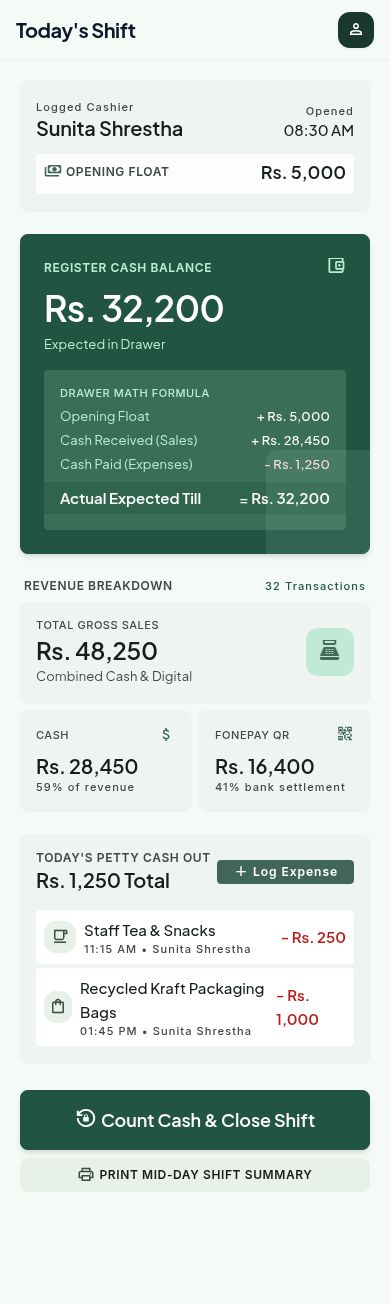 Today's Shift
Logged Cashier
Opened
Sunita Shrestha
08:30 AM
OPENING FLOAT
Rs. 5,000
REGISTER CASH BALANCE
Rs. 32,200
Expected in Drawer
DRAWER MATH FORMULA
Opening Float
+ Rs. 5,000
Cash Received (Sales)
+ Rs. 28,450
Cash Paid (Expenses)
- Rs. 1,250
Actual Expected Till
= Rs. 32,200
REVENUE BREAKDOWN
32 Transactions
TOTAL GROSS SALES
Rs. 48,250
Combined Cash & Digital
CASH
$
Rs. 28,450
59% of revenue
FONEPAY QR
Rs. 16,400
41% bank settlement
TODAY'S PETTY CASH OUT
Rs. 1,250 Total
+ Log Expense
Staff Tea & Snacks
11:15 AM • Sunita Shrestha
- Rs. 250
Recycled Kraft Packaging
Bags
01:45 PM • Sunita Shrestha
- Rs.
1,000
Count Cash & Close Shift
PRINT MID-DAY SHIFT SUMMARY